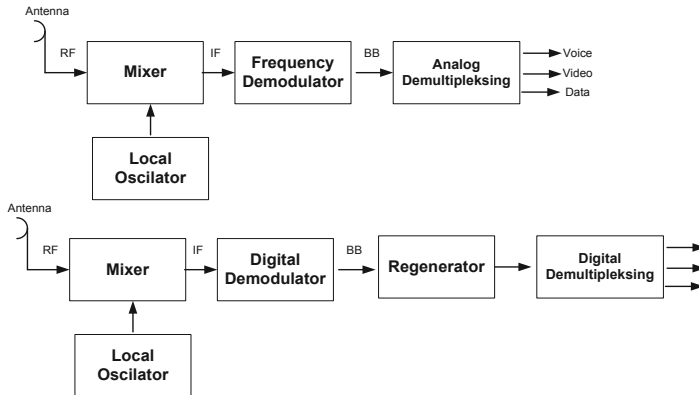 Antenna
RF
Mixer
IF
Frequency
Demodulator
BB
Analog
Demultipleksing
Voice
Video
Data
Local
Oscilator
Antenna
RF
Mixer
IF
Digital
Demodulator
BB
Regenerator
Digital
Demultipleksing
Local
Oscilator